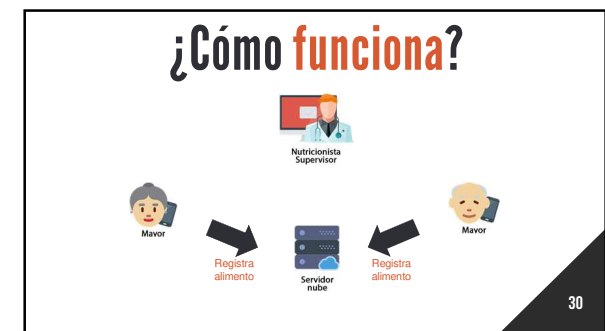 ¿Cómo funciona?
Nutricionista
Supervisor
Mayor
Mayor
Registra
alimento
Registra
alimento
Servidor
nube
30